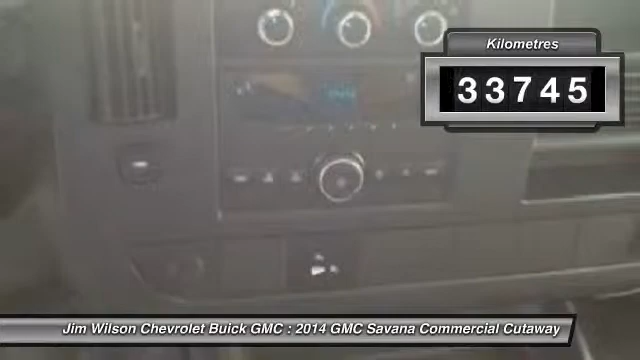 Kilometres
33745
Jim Wilson Chevrolet Buick GMC : 2014 GMC Savana Commercial Cutaway